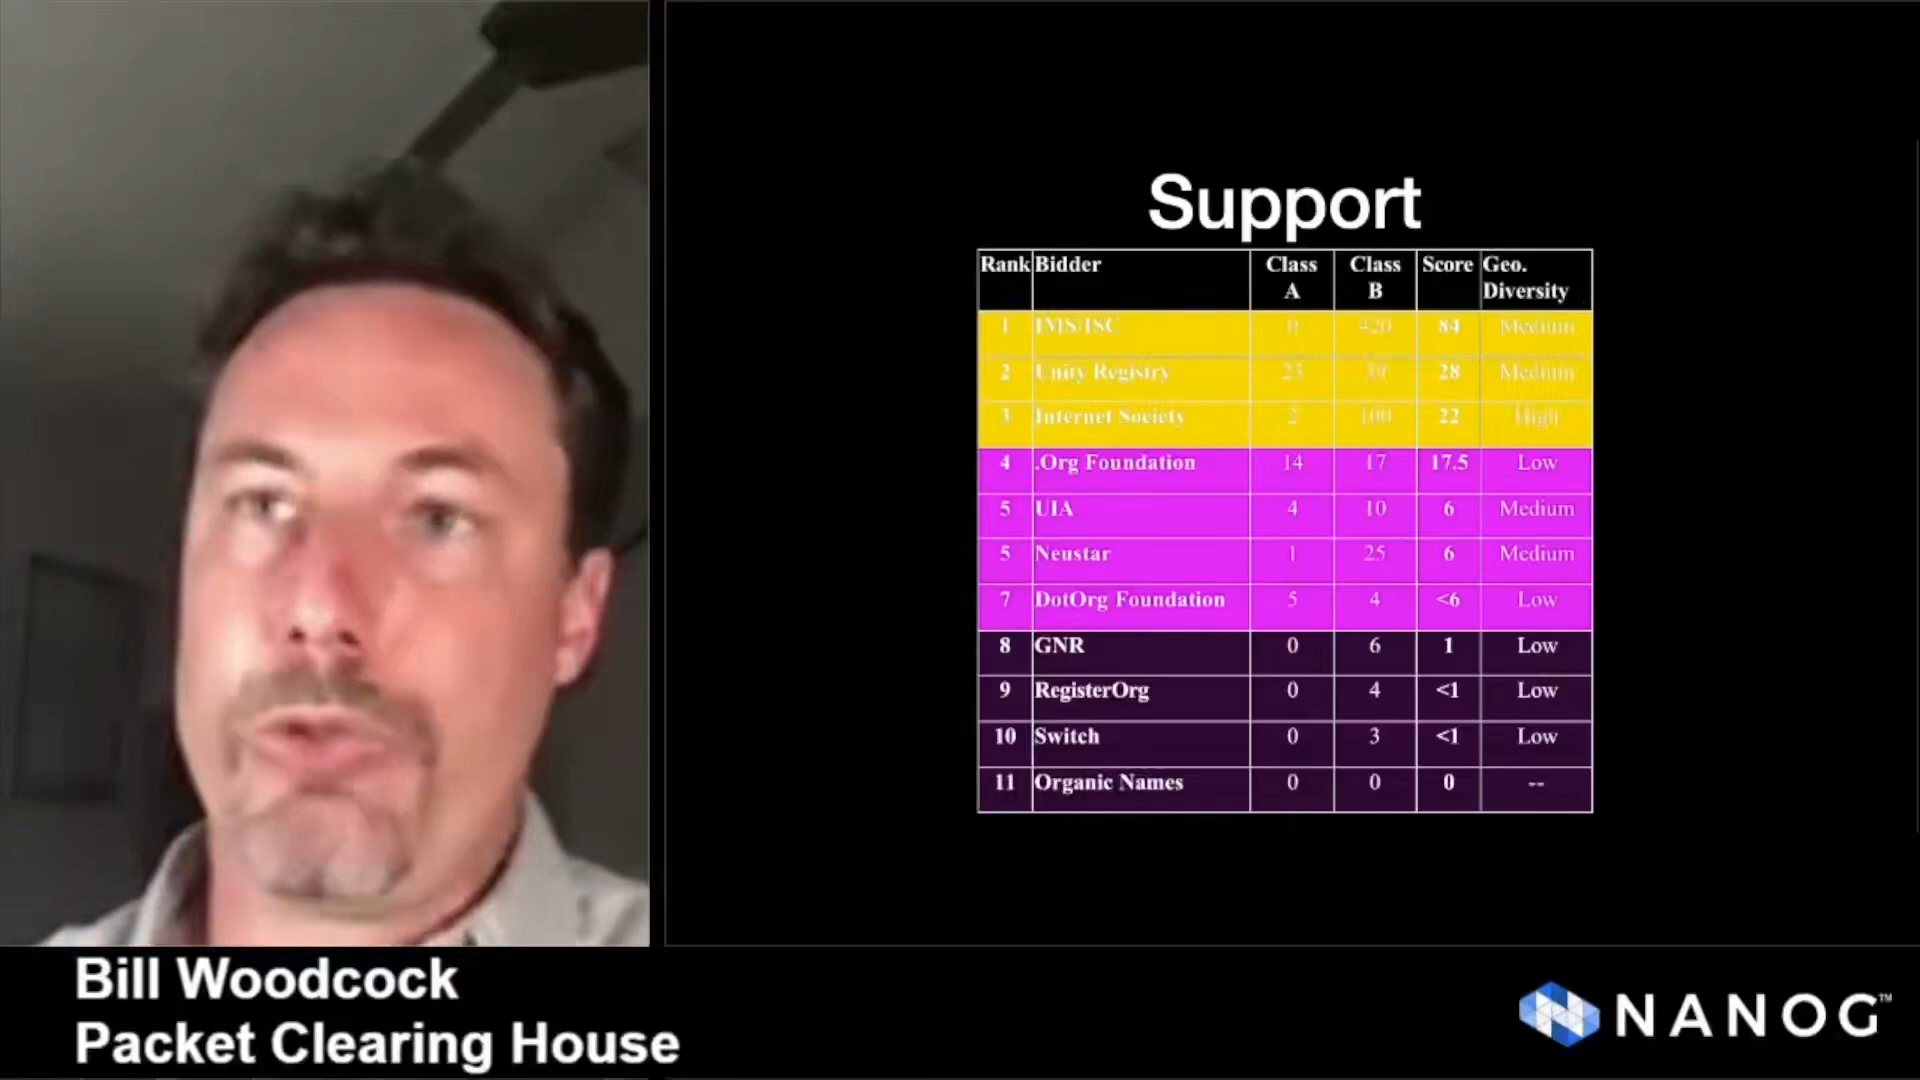 Support
Rank Bidder Class A Class B Score Geo. Diversity
1 IMS/ISC 0 420 84 Medium
2 Unity Registry 23 Medium 28
3 Internet Society 2 100 22 High
4 .Org Foundation 14 17 17.5 Low
5 UIA 4 10 6 Medium
5 Neustar 1 25 6 Medium
7 DotOrg Foundation 5 4 <6 Low
8 GNR 0 6 1 Low
9 RegisterOrg 0 4 <1 Low
10 Switch 0 3 <1 Low
11 Organic Names 0 0 0 --
Bill Woodcock
Packet Clearing House
NANOG™